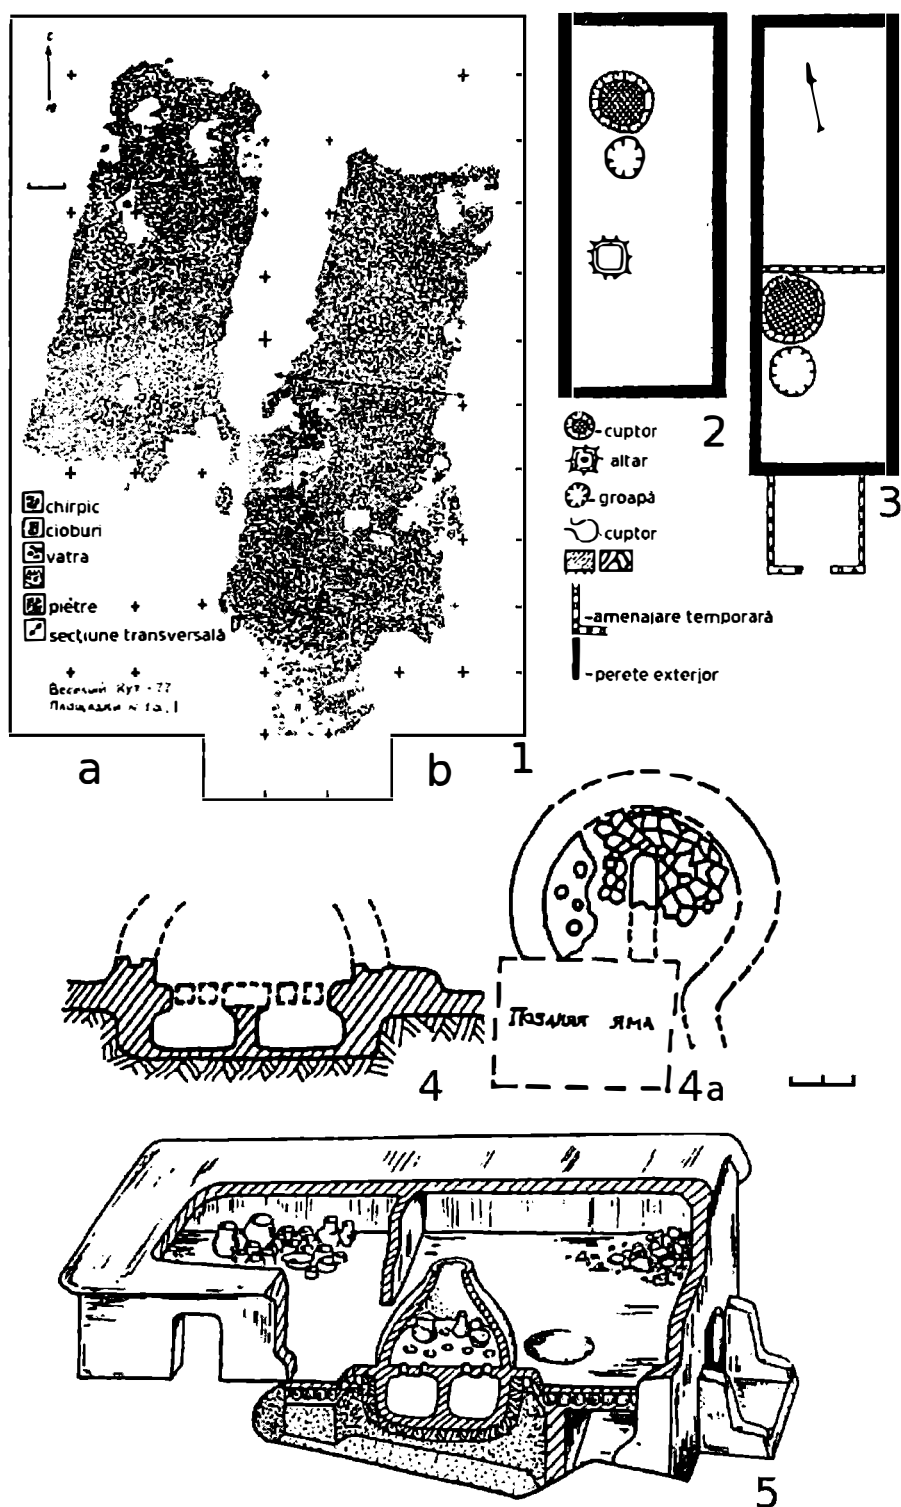 c
chirpic
cioburi
vatra
piètre
secțiune transversală
Веселый Кут - 77
a
b
1
2
cuptor
altar
groapă
cuptor
-amenajare temporară
-perete exterior
3
4
Поздняя яма
4a
5